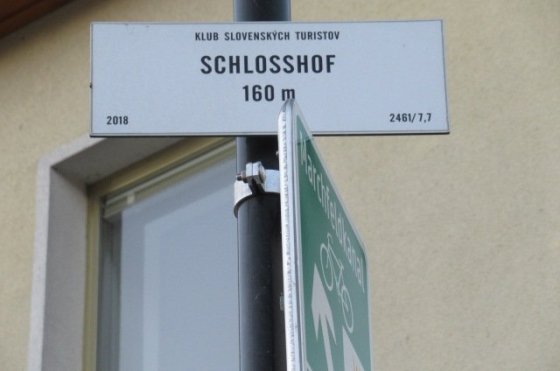 KLUB SLOVENSKÝCH TURISTOV
SCHLOSSHOF
160 m
2018 2461/7,7
Marchfeldkanal